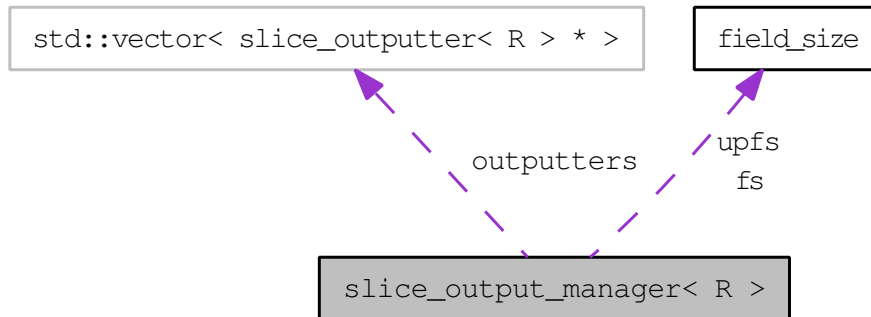 std::vector< slice_outputter< R > * >
field_size
outputters
upfs
fs
slice_output_manager< R >